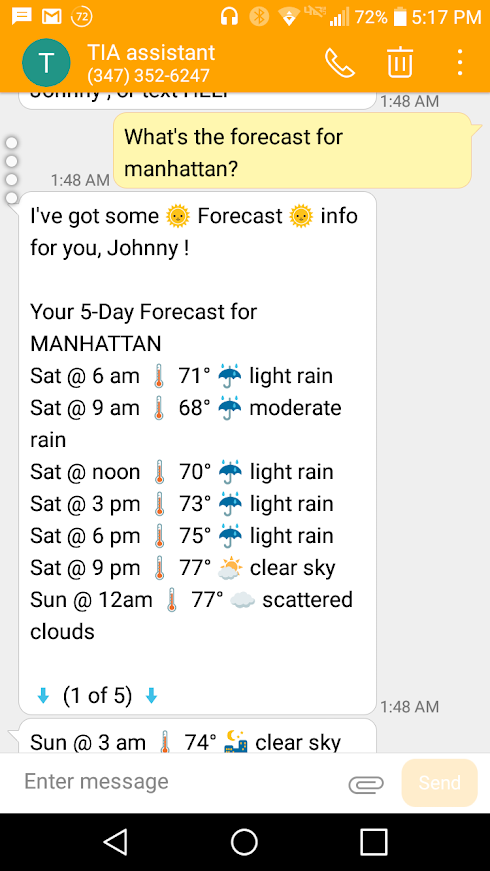 72 72% 5:17 PM
T TIA assistant
(347) 352-6247
Johnny , or text HELP
1:48 AM
What's the forecast for
manhattan?
1:48 AM
I've got some 🌞 Forecast 🌞 info
for you, Johnny !
Your 5-Day Forecast for
MANHATTAN
Sat @ 6 am 🌡 71° ☔ light rain
Sat @ 9 am 🌡 68° ☔ moderate
rain
Sat @ noon 🌡 70° ☔ light rain
Sat @ 3 pm 🌡 73° ☔ light rain
Sat @ 6 pm 🌡 75° ☔ light rain
Sat @ 9 pm 🌡 77° 🌤 clear sky
Sun @ 12am 🌡 77° ☁ scattered
clouds
⬇ (1 of 5) ⬇
1:48 AM
Sun @ 3 am 🌡 74° 🌃 clear sky
Enter message
Send